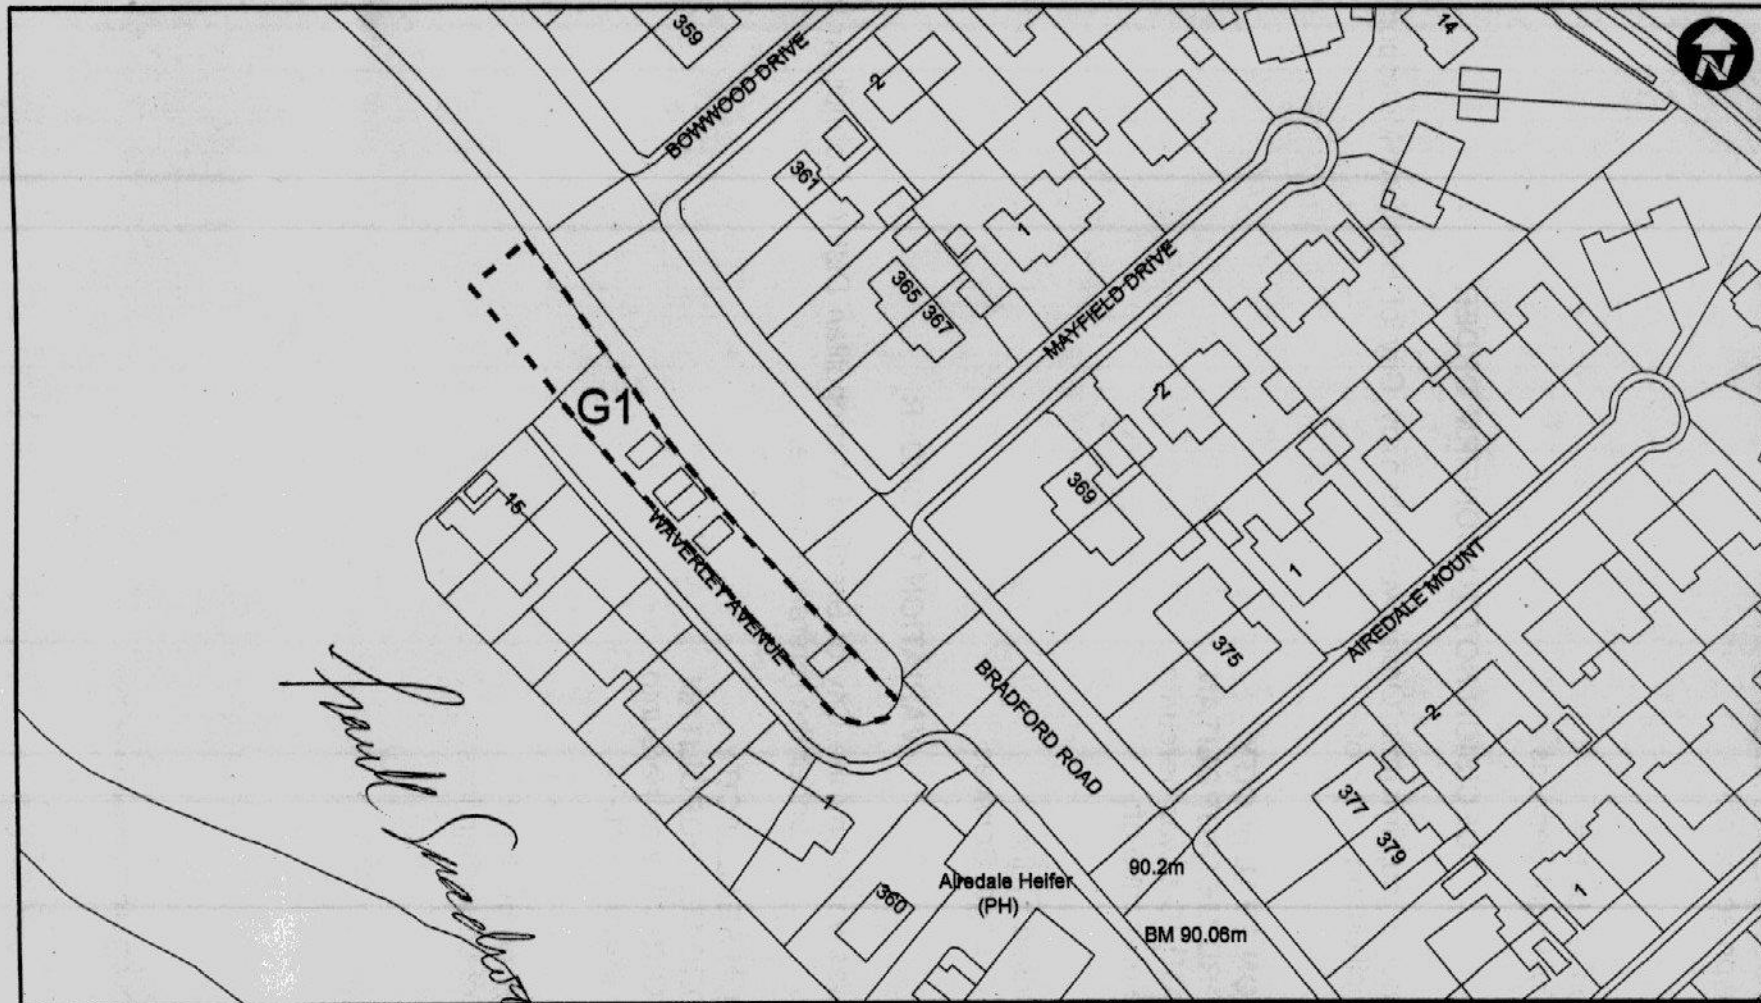 359
BOWWOOD DRIVE
2
14
N
361
1
365
367
MAYFIELD DRIVE
G1
2
369
15
WAVERLEY AVENUE
1
375
AIREDALE MOUNT
BRADFORD ROAD
2
377
379
1
1
360
Airedale Heifer
(PH)
90.2m
BM 90.06m